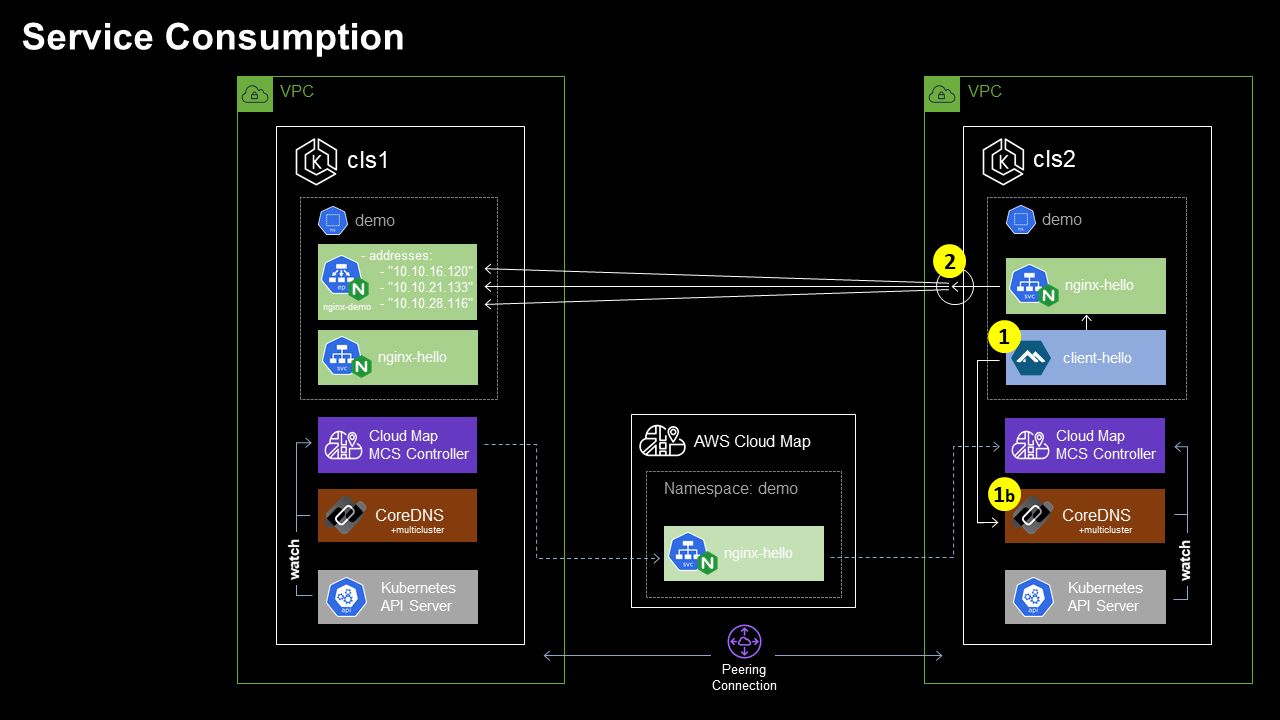 Service Consumption
VPC
cls1
demo
ns
- addresses:
- "10.10.16.120"
- "10.10.21.133"
- "10.10.28.116"
ep
N
nginx-demo
nginx-hello
svc
N
Cloud Map
MCS Controller
CoreDNS
+multicluster
watch
Kubernetes
API Server
api
AWS Cloud Map
Namespace: demo
nginx-hello
svc
N
Peering
Connection
VPC
cls2
demo
ns
2
nginx-hello
svc
N
1
client-hello
Cloud Map
MCS Controller
1b
CoreDNS
+multicluster
watch
Kubernetes
API Server
api